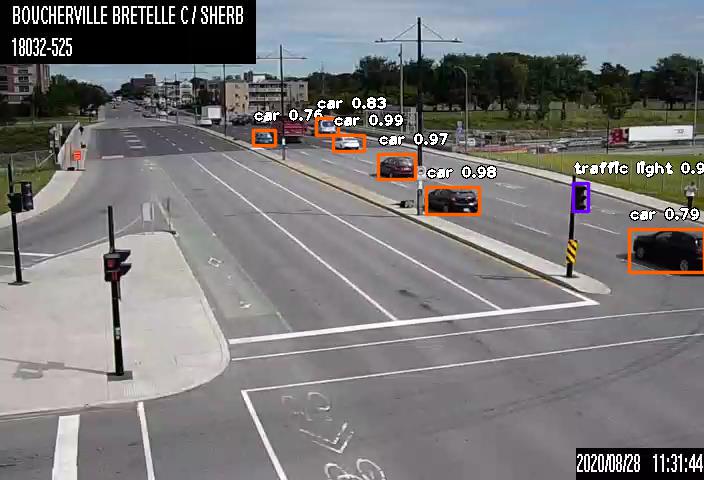 BOUCHERVILLE BRETELLE C / SHERB
18032-525
car 0.83
car 0.76
car 0.99
car 0.97
car 0.98
traffic light 0.9
car 0.79
2020/08/28 11:31:44